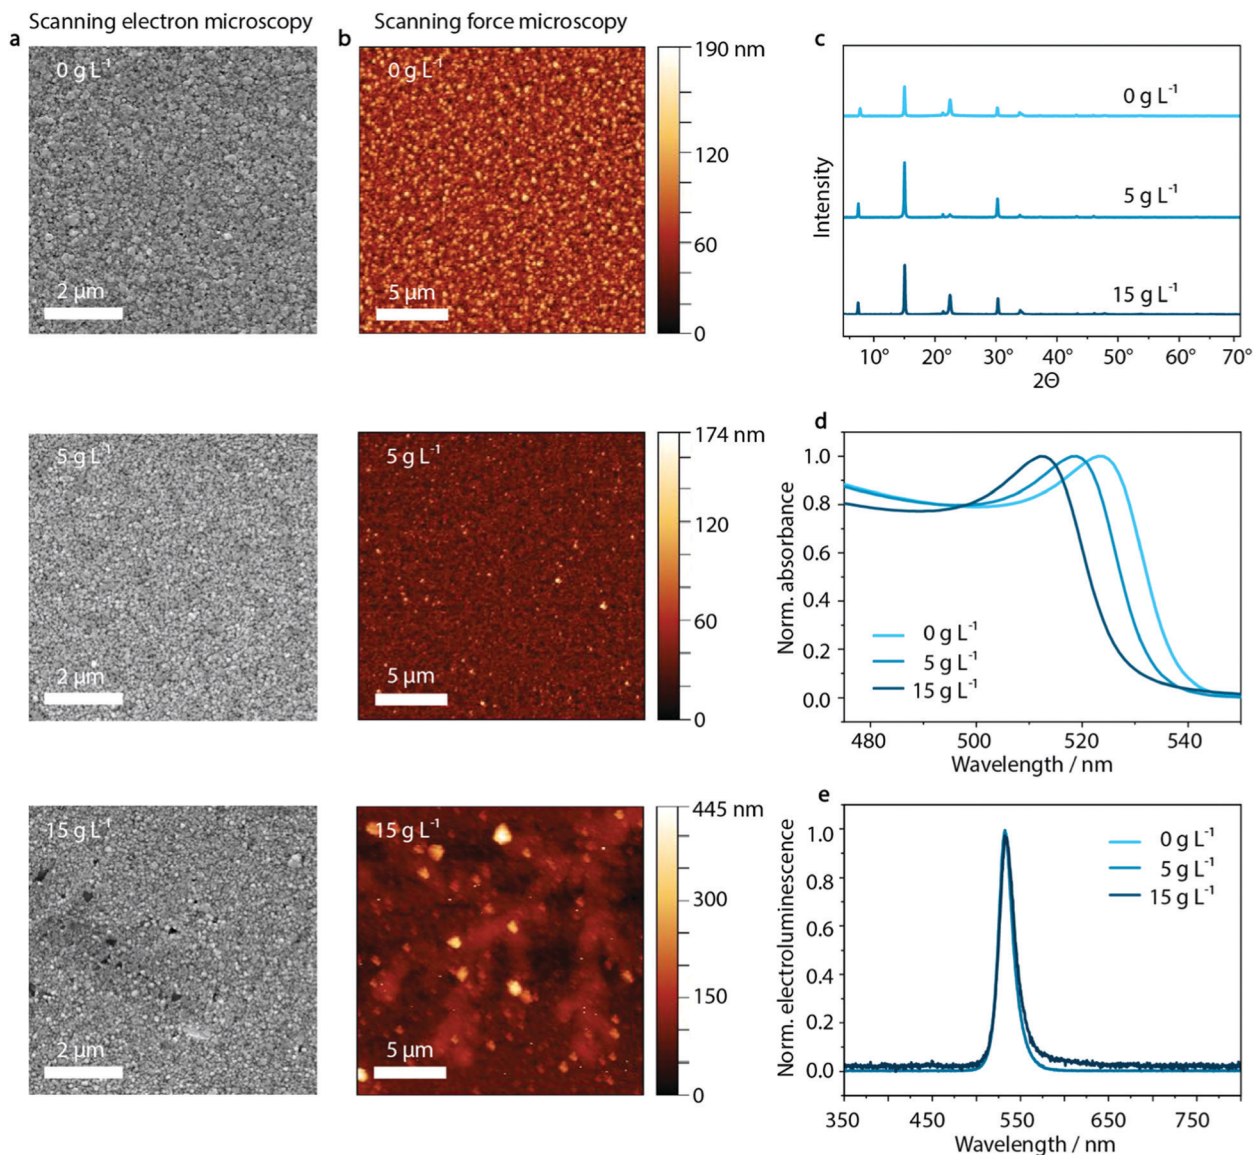 Scanning electron microscopy
Scanning force microscopy
a
0 g L⁻¹
2 µm
5 g L⁻¹
2 µm
15 g L⁻¹
2 µm
b
0 g L⁻¹
5 µm
190 nm
120
60
0
5 g L⁻¹
5 µm
174 nm
120
60
0
15 g L⁻¹
5 µm
445 nm
300
150
0
c
Intensity
0 g L⁻¹
5 g L⁻¹
15 g L⁻¹
10° 20° 30° 40° 50° 60° 70°
2Θ
d
Norm. absorbance
1.0
0.8
0.6
0.4
0.2
0.0
0 g L⁻¹
5 g L⁻¹
15 g L⁻¹
480 500 520 540
Wavelength / nm
e
Norm. electroluminescence
1.0
0.8
0.6
0.4
0.2
0.0
0 g L⁻¹
5 g L⁻¹
15 g L⁻¹
350 450 550 650 750
Wavelength / nm